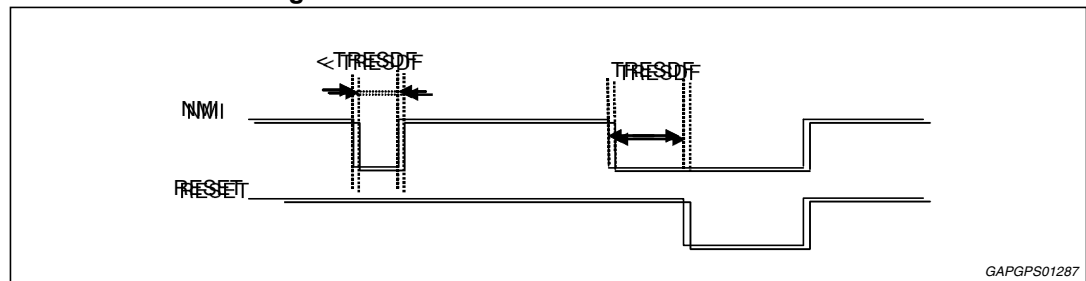 < TRESDF
TRESDF
NMI
RESET
GAPGPS01287